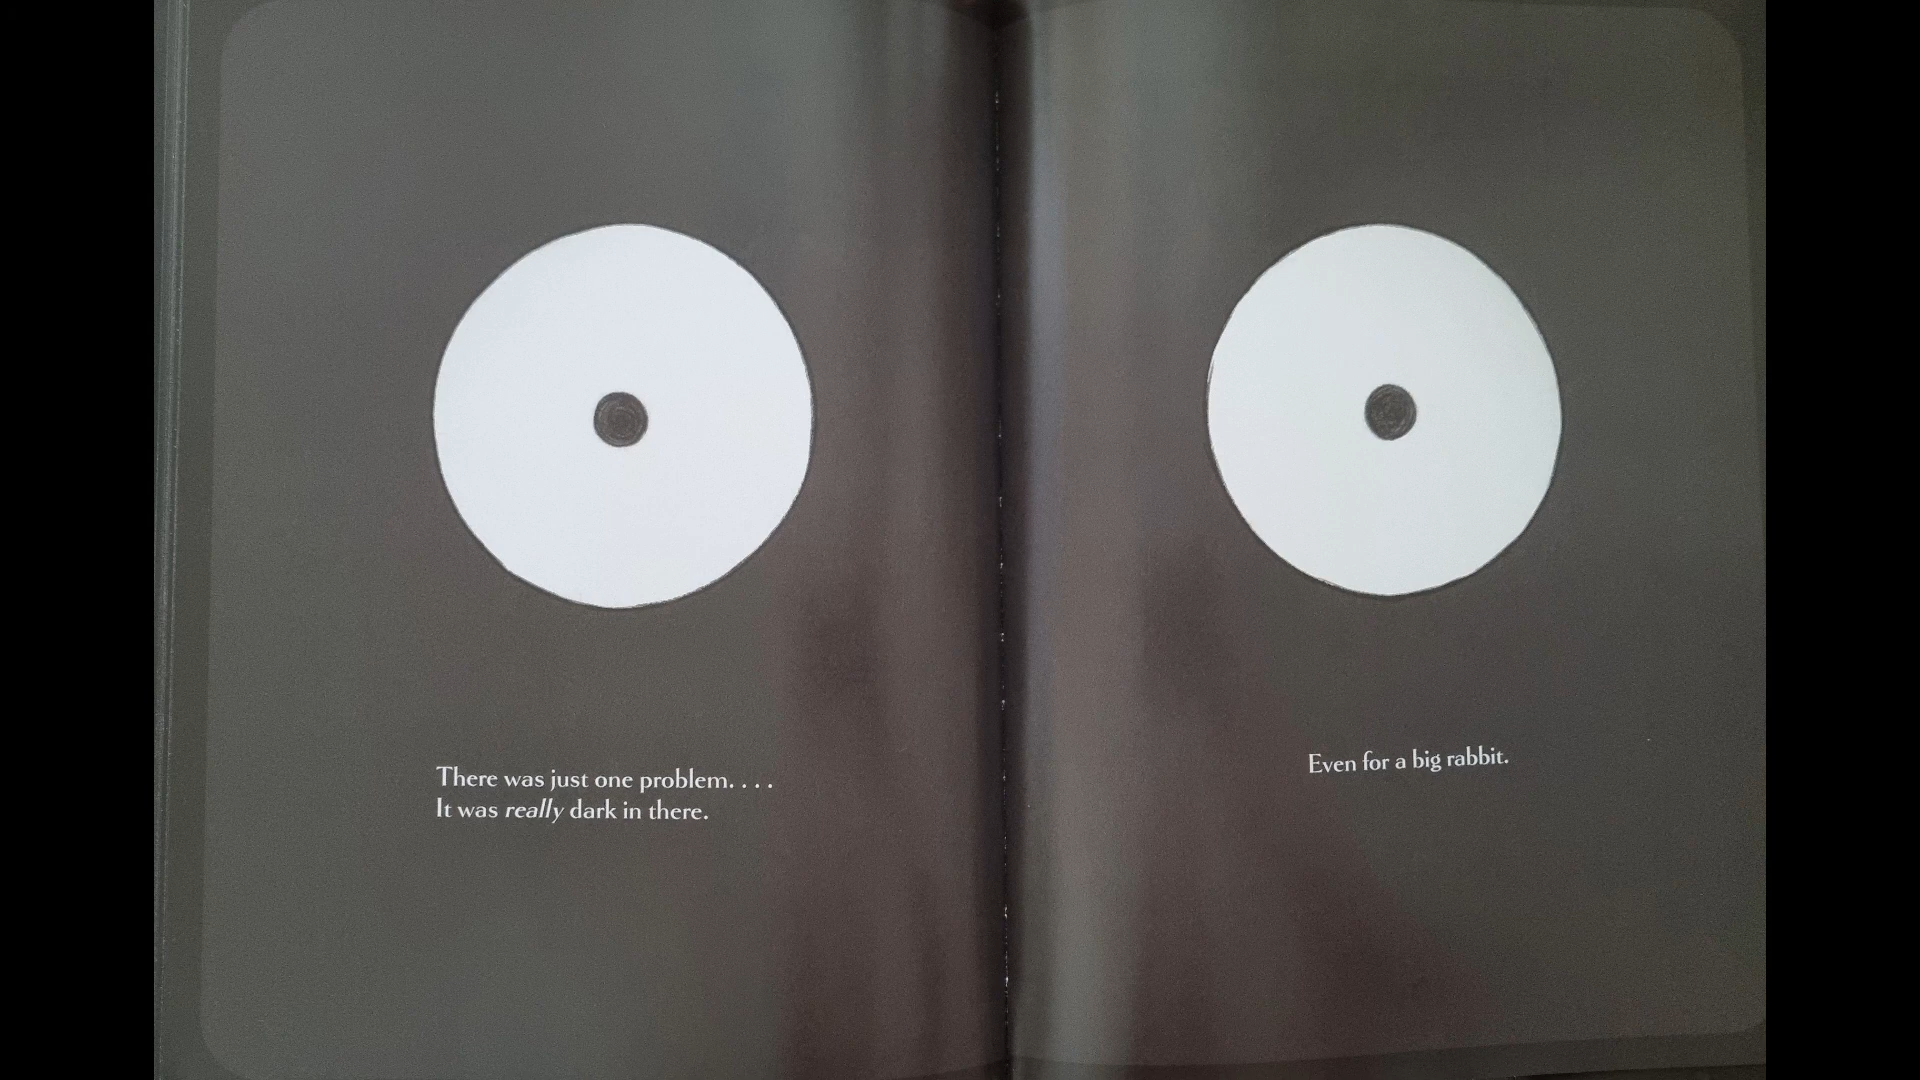 There was just one problem. . . .
It was really dark in there.
Even for a big rabbit.